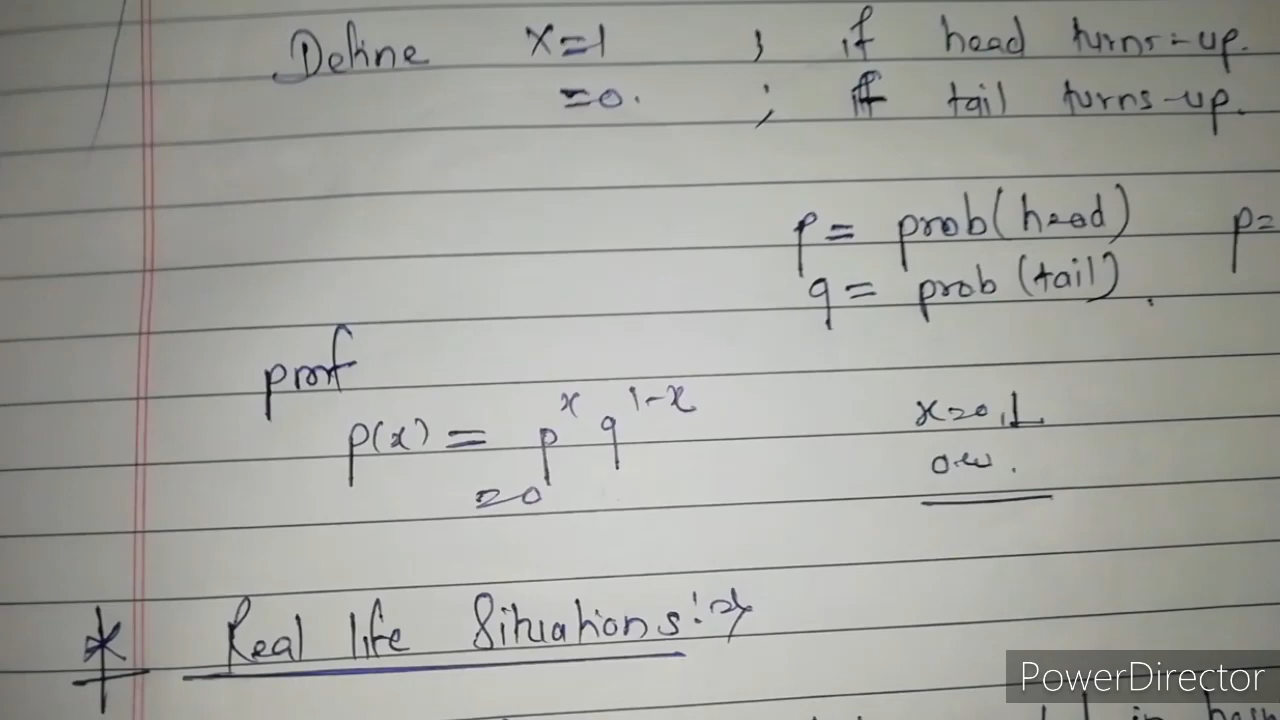 Define X=1 ; if head turns-up.
=0. ; if tail turns-up.
p = prob(head) p=
q = prob (tail).
pmf
p(x) = p^x q^{1-x} x=0,1
=0 o.w.
* Real life Situations:→
in
PowerDirector